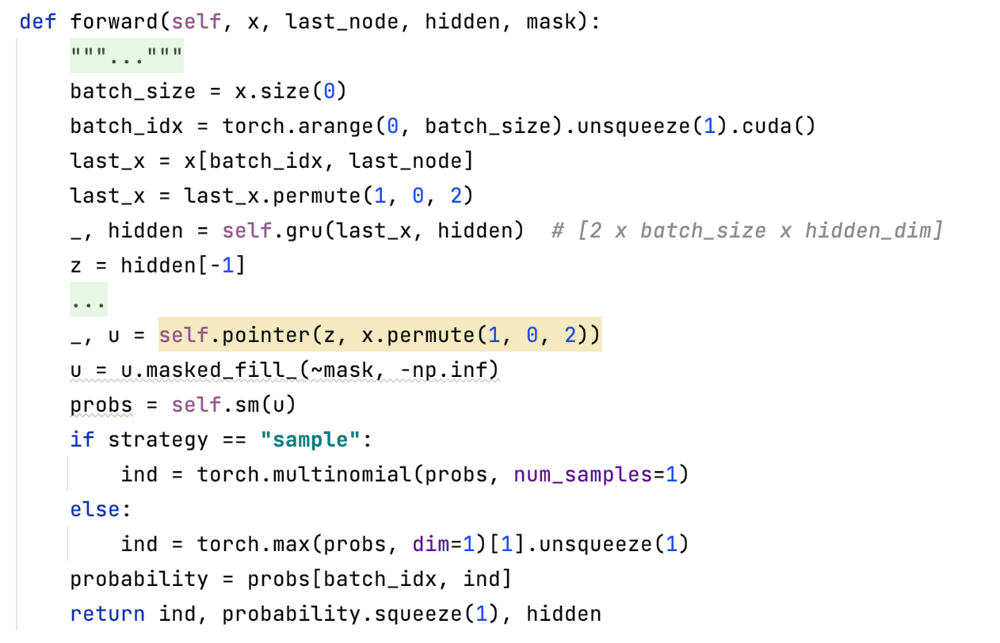 def forward(self, x, last_node, hidden, mask):
    """..."""
    batch_size = x.size(0)
    batch_idx = torch.arange(0, batch_size).unsqueeze(1).cuda()
    last_x = x[batch_idx, last_node]
    last_x = last_x.permute(1, 0, 2)
    _, hidden = self.gru(last_x, hidden)  # [2 x batch_size x hidden_dim]
    z = hidden[-1]
    ...
    _, u = self.pointer(z, x.permute(1, 0, 2))
    u = u.masked_fill_(~mask, -np.inf)
    probs = self.sm(u)
    if strategy == "sample":
        ind = torch.multinomial(probs, num_samples=1)
    else:
        ind = torch.max(probs, dim=1)[1].unsqueeze(1)
    probability = probs[batch_idx, ind]
    return ind, probability.squeeze(1), hidden